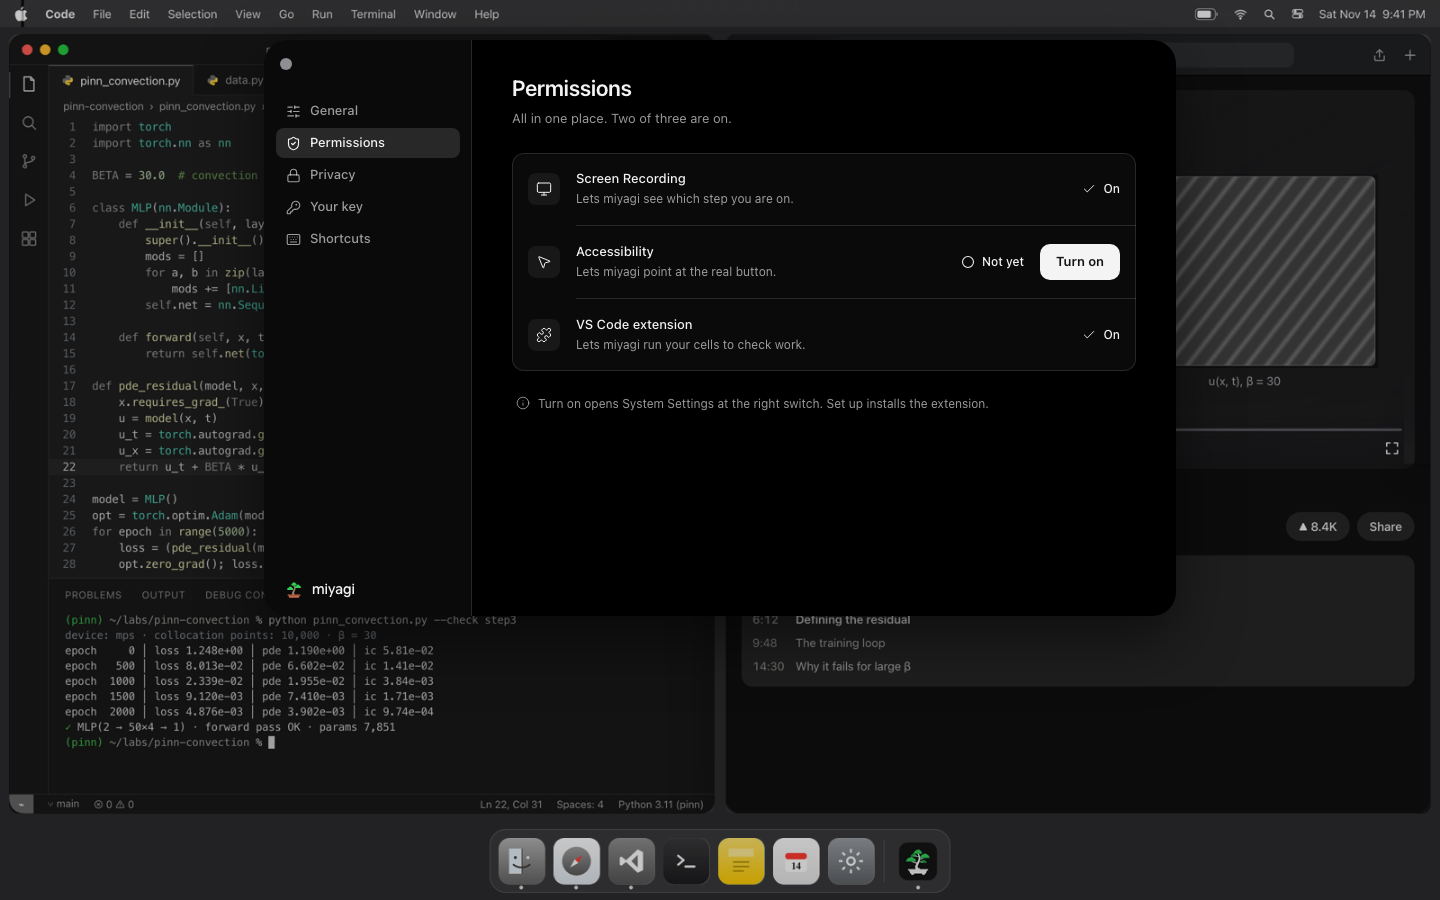 Code File Edit Selection View Go Run Terminal Window Help
Sat Nov 14 9:41 PM
pinn_convection.py
data.py
pinn-convection › pinn_convection.py ›
1 import torch
2 import torch.nn as nn
3
4 BETA = 30.0 # convection
5
6 class MLP(nn.Module):
7 def __init__(self, lay
8 super().__init__()
9 mods = []
10 for a, b in zip(la
11 mods += [nn.Li
12 self.net = nn.Sequ
13
14 def forward(self, x, t
15 return self.net(to
16
17 def pde_residual(model, x,
18 x.requires_grad_(True)
19 u = model(x, t)
20 u_t = torch.autograd.g
21 u_x = torch.autograd.g
22 return u_t + BETA * u_
23
24 model = MLP()
25 opt = torch.optim.Adam(mod
26 for epoch in range(5000):
27 loss = (pde_residual(m
28 opt.zero_grad(); loss.
PROBLEMS OUTPUT DEBUG CON
(pinn) ~/labs/pinn-convection % python pinn_convection.py --check step3
device: mps · collocation points: 10,000 · β = 30
epoch 0 | loss 1.248e+00 | pde 1.190e+00 | ic 5.81e-02
epoch 500 | loss 8.013e-02 | pde 6.602e-02 | ic 1.41e-02
epoch 1000 | loss 2.339e-02 | pde 1.955e-02 | ic 3.84e-03
epoch 1500 | loss 9.120e-03 | pde 7.410e-03 | ic 1.71e-03
epoch 2000 | loss 4.876e-03 | pde 3.902e-03 | ic 9.74e-04
✓ MLP(2 → 50×4 → 1) · forward pass OK · params 7,851
(pinn) ~/labs/pinn-convection %
main 0 0 Ln 22, Col 31 Spaces: 4 Python 3.11 (pinn)
General
Permissions
Privacy
Your key
Shortcuts
miyagi
Permissions
All in one place. Two of three are on.
Screen Recording
Lets miyagi see which step you are on.
On
Accessibility
Lets miyagi point at the real button.
Not yet
Turn on
VS Code extension
Lets miyagi run your cells to check work.
On
Turn on opens System Settings at the right switch. Set up installs the extension.
u(x, t), β = 30
▲ 8.4K
Share
6:12 Defining the residual
9:48 The training loop
14:30 Why it fails for large β
14